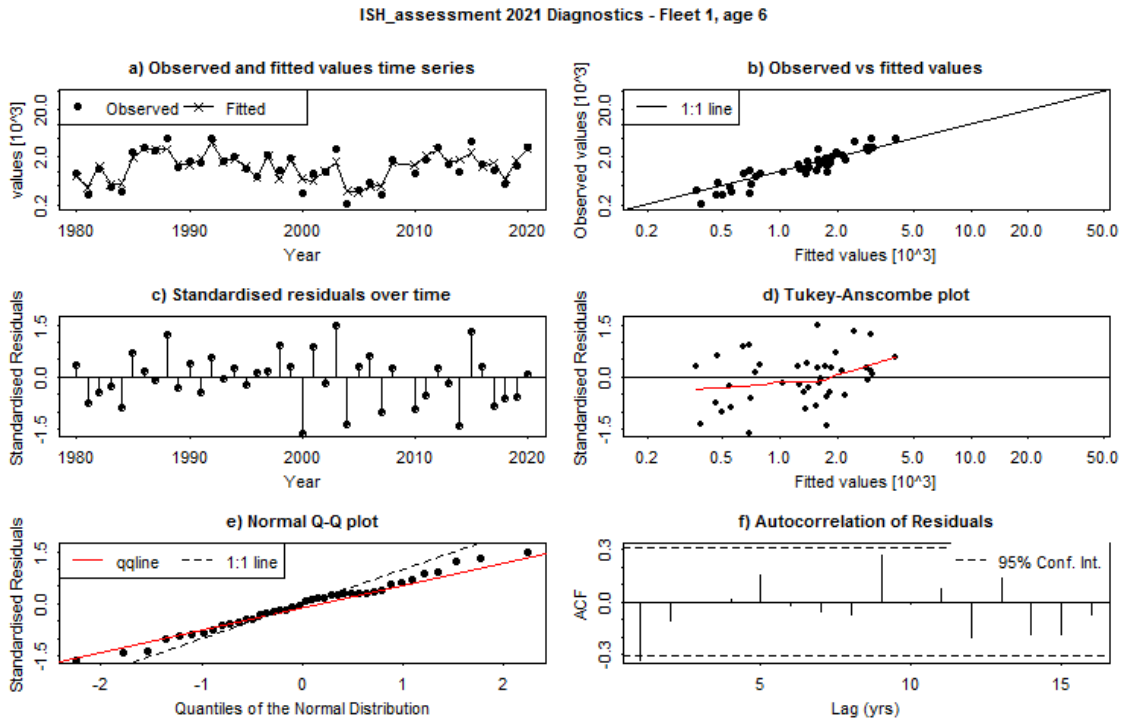 ISH_assessment 2021 Diagnostics - Fleet 1, age 6
a) Observed and fitted values time series
values [10^3]
0.2 2.0 20.0
Observed Fitted
1980 1990 2000 2010 2020
Year
b) Observed vs fitted values
Observed values [10^3]
0.2 2.0 20.0
1:1 line
0.2 0.5 1.0 2.0 5.0 10.0 20.0 50.0
Fitted values [10^3]
c) Standardised residuals over time
Standardised Residuals
-1.5 0.0 1.5
1980 1990 2000 2010 2020
Year
d) Tukey-Anscombe plot
Standardised Residuals
-1.5 0.0 1.5
0.2 0.5 1.0 2.0 5.0 10.0 20.0 50.0
Fitted values [10^3]
e) Normal Q-Q plot
Standardised Residuals
-1.5 0.0 1.5
qqline 1:1 line
-2 -1 0 1 2
Quantiles of the Normal Distribution
f) Autocorrelation of Residuals
ACF
-0.3 0.0 0.3
95% Conf. Int.
5 10 15
Lag (yrs)